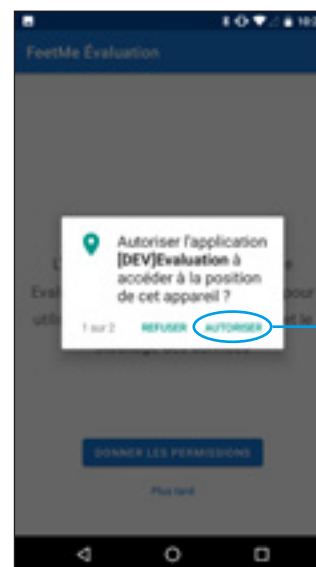 FeetMe Évaluation
Autoriser l'application
[DEV]Evaluation à
accéder à la position
de cet appareil ?
1 sur 2 REFUSER AUTORISER
DONNER LES PERMISSIONS
Plus tard